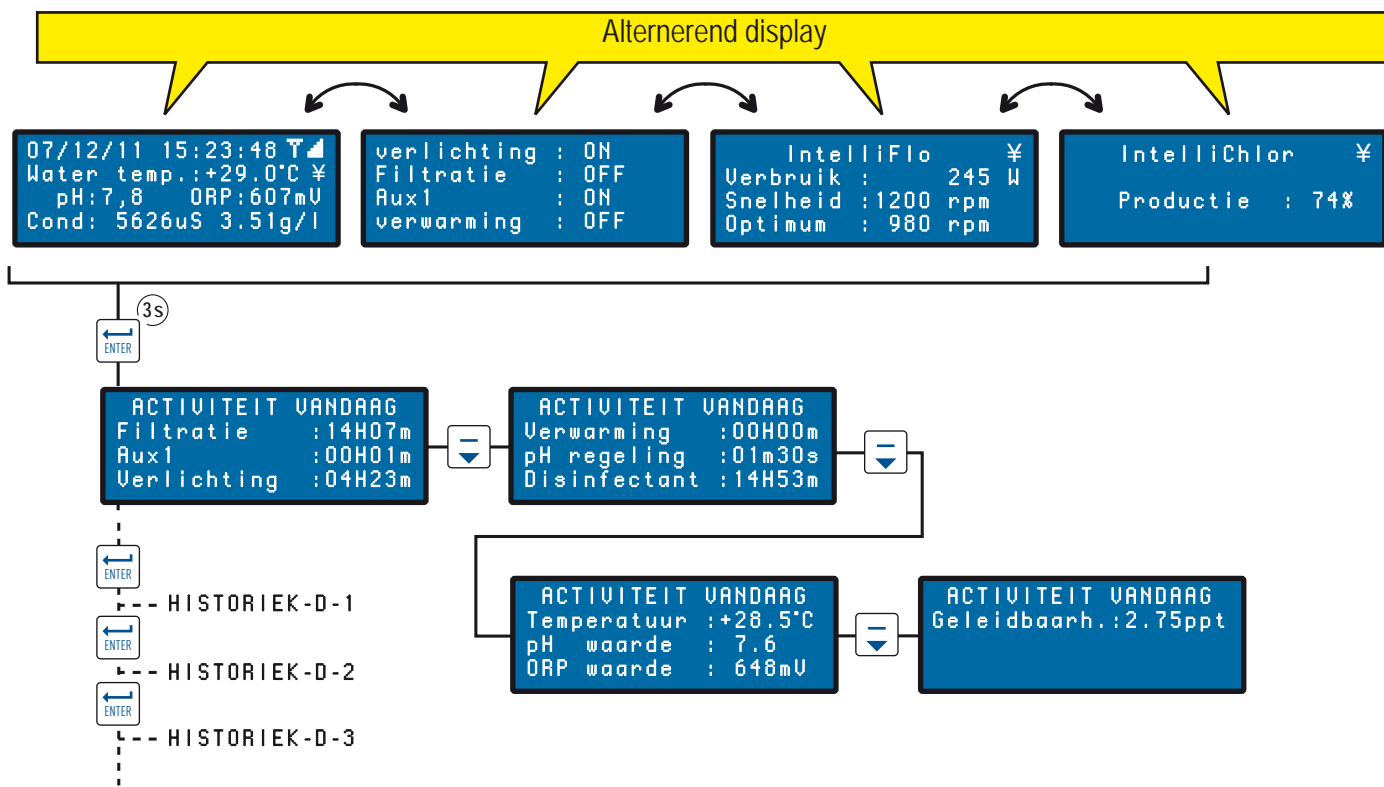 Alternerend display
07/12/11 15:23:48
Water temp.:+29.0°C ¥
pH:7,8 ORP:607mV
Cond: 5626uS 3.51g/l
verlichting : ON
Filtratie : OFF
Aux1 : ON
verwarming : OFF
IntelliFlo ¥
Verbruik : 245 W
Snelheid :1200 rpm
Optimum : 980 rpm
IntelliChlor ¥
Productie : 74%
3s
ENTER
ACTIVITEIT VANDAAG
Filtratie :14H07m
Aux1 :00H01m
Verlichting :04H23m
ACTIVITEIT VANDAAG
Verwarming :00H00m
pH regeling :01m30s
Disinfectant :14H53m
ENTER
HISTORIEK-D-1
ENTER
HISTORIEK-D-2
ENTER
HISTORIEK-D-3
ACTIVITEIT VANDAAG
Temperatuur :+28.5°C
pH waarde : 7.6
ORP waarde : 648mV
ACTIVITEIT VANDAAG
Geleidbaarh.:2.75ppt